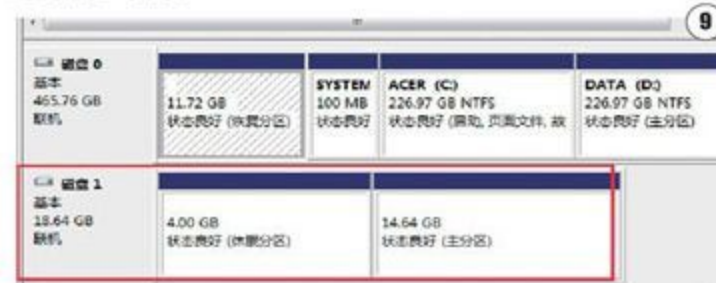 9
磁盘 0
基本
465.76 GB
联机
11.72 GB
状态良好 (恢复分区)
SYSTEM
100 MB
状态良好
ACER (C:)
226.97 GB NTFS
状态良好 (启动, 页面文件, 故
DATA (D:)
226.97 GB NTFS
状态良好 (主分区)
磁盘 1
基本
18.64 GB
联机
4.00 GB
状态良好 (休眠分区)
14.64 GB
状态良好 (主分区)